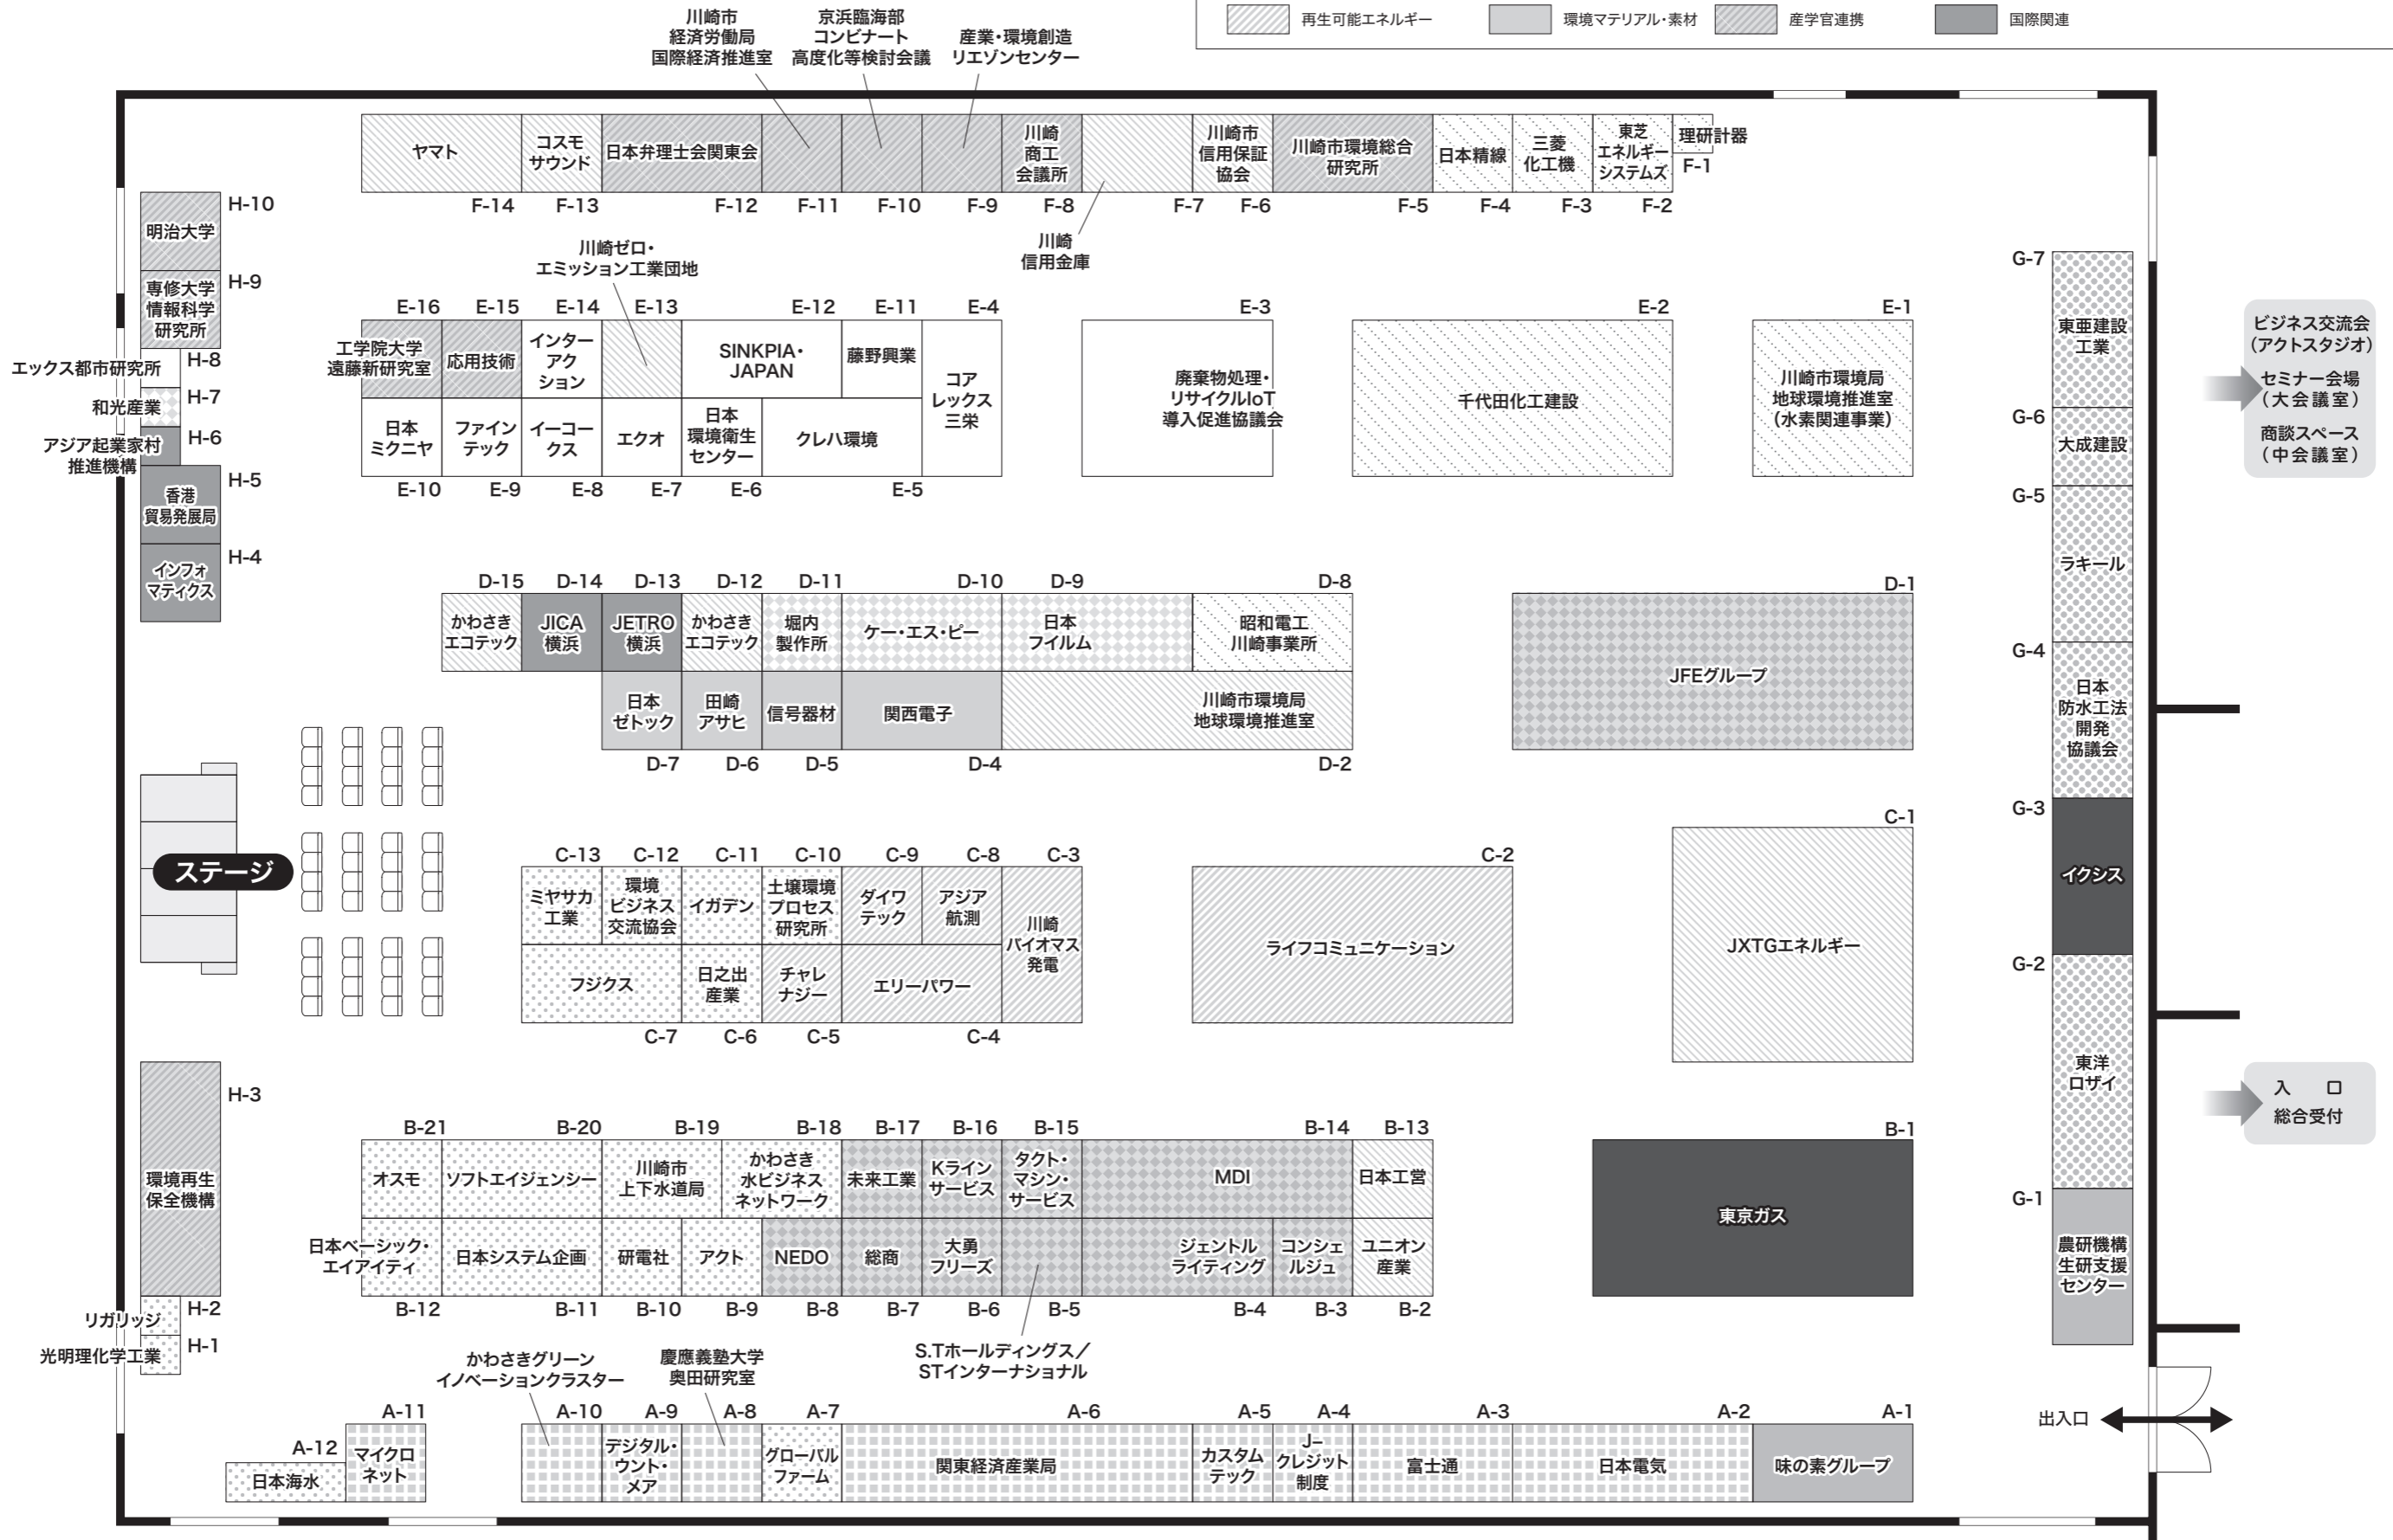 再生可能エネルギー
環境マテリアル・素材
産学官連携
国際関連
川崎市
経済労働局
国際経済推進室
京浜臨海部
コンビナート
高度化等検討会議
産業・環境創造
リエゾンセンター
ヤマト
コスモ
サウンド
日本弁理士会関東会
川崎
商工
会議所
川崎市
信用保証
協会
川崎市環境総合
研究所
日本精線
三菱
化工機
東芝
エネルギー
システムズ
理研計器
F-1
F-14
F-13
F-12
F-11
F-10
F-9
F-8
F-7
F-6
F-5
F-4
F-3
F-2
川崎
信用金庫
川崎ゼロ・
エミッション工業団地
H-10
明治大学
H-9
専修大学
情報科学
研究所
H-8
エックス都市研究所
H-7
和光産業
H-6
アジア起業家村
推進機構
H-5
香港
貿易発展局
H-4
インフォ
マティクス
E-16
E-15
E-14
E-13
E-12
E-11
E-4
E-3
E-2
E-1
工学院大学
遠藤新研究室
応用技術
インター
アク
ション
SINKPIA・
JAPAN
藤野興業
コア
レックス
三栄
廃棄物処理・
リサイクルIoT
導入促進協議会
千代田化工建設
川崎市環境局
地球環境推進室
（水素関連事業）
日本
ミクニヤ
ファイン
テック
イーコー
クス
エクオ
日本
環境衛生
センター
クレハ環境
E-10
E-9
E-8
E-7
E-6
E-5
G-7
東亜建設
工業
G-6
大成建設
G-5
ラキール
G-4
日本
防水工法
開発
協議会
G-3
イクシス
G-2
東洋
ロザイ
G-1
農研機構
生研支援
センター
ビジネス交流会
（アクトスタジオ）
セミナー会場
（大会議室）
商談スペース
（中会議室）
D-15
D-14
D-13
D-12
D-11
D-10
D-9
D-8
D-1
かわさき
エコテック
JICA
横浜
JETRO
横浜
かわさき
エコテック
堀内
製作所
ケー・エス・ピー
日本
フイルム
昭和電工
川崎事業所
JFEグループ
日本
ゼトック
田崎
アサヒ
信号器材
関西電子
川崎市環境局
地球環境推進室
D-7
D-6
D-5
D-4
D-2
ステージ
C-13
C-12
C-11
C-10
C-9
C-8
C-3
C-2
C-1
ミヤサカ
工業
環境
ビジネス
交流協会
イガデン
土壌環境
プロセス
研究所
ダイワ
テック
アジア
航測
川崎
バイオマス
発電
ライフコミュニケーション
JXTGエネルギー
フジクス
日之出
産業
チャレ
ナジー
エリーパワー
C-7
C-6
C-5
C-4
入　口
総合受付
H-3
環境再生
保全機構
H-2
リガリッジ
H-1
光明理化学工業
B-21
B-20
B-19
B-18
B-17
B-16
B-15
B-14
B-13
B-1
オスモ
ソフトエイジェンシー
川崎市
上下水道局
かわさき
水ビジネス
ネットワーク
未来工業
Kライン
サービス
タクト・
マシン・
サービス
MDI
日本工営
東京ガス
日本ベーシック・
エイアイティ
日本システム企画
研電社
アクト
NEDO
総商
大勇
フリーズ
ジェントル
ライティング
コンシェ
ルジュ
ユニオン
産業
B-12
B-11
B-10
B-9
B-8
B-7
B-6
B-5
B-4
B-3
B-2
S.Tホールディングス／
STインターナショナル
かわさきグリーン
イノベーションクラスター
慶應義塾大学
奥田研究室
A-12
A-11
A-10
A-9
A-8
A-7
A-6
A-5
A-4
A-3
A-2
A-1
日本海水
マイクロ
ネット
デジタル・
ウント・
メア
グローバル
ファーム
関東経済産業局
カスタム
テック
J–
クレジット
制度
富士通
日本電気
味の素グループ
出入口